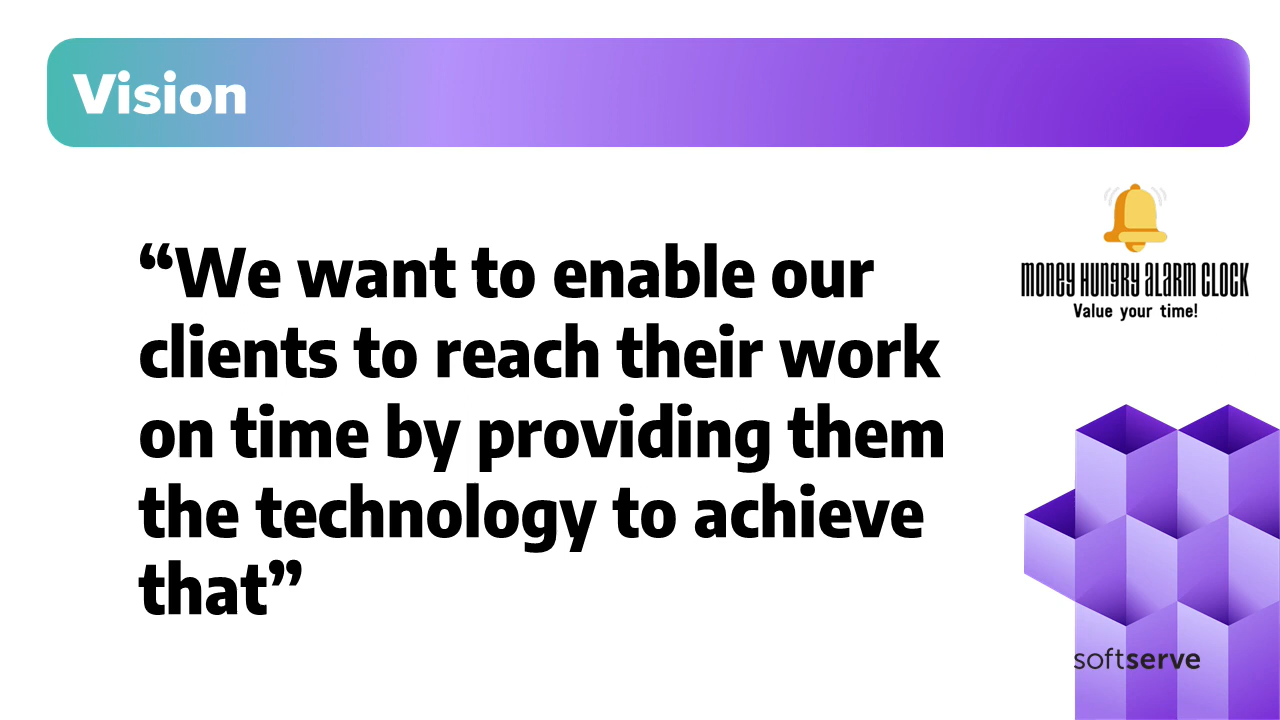 Vision
“We want to enable our
clients to reach their work
on time by providing them
the technology to achieve
that”
MONEY HUNGRY ALARM CLOCK
Value your time!
softserve